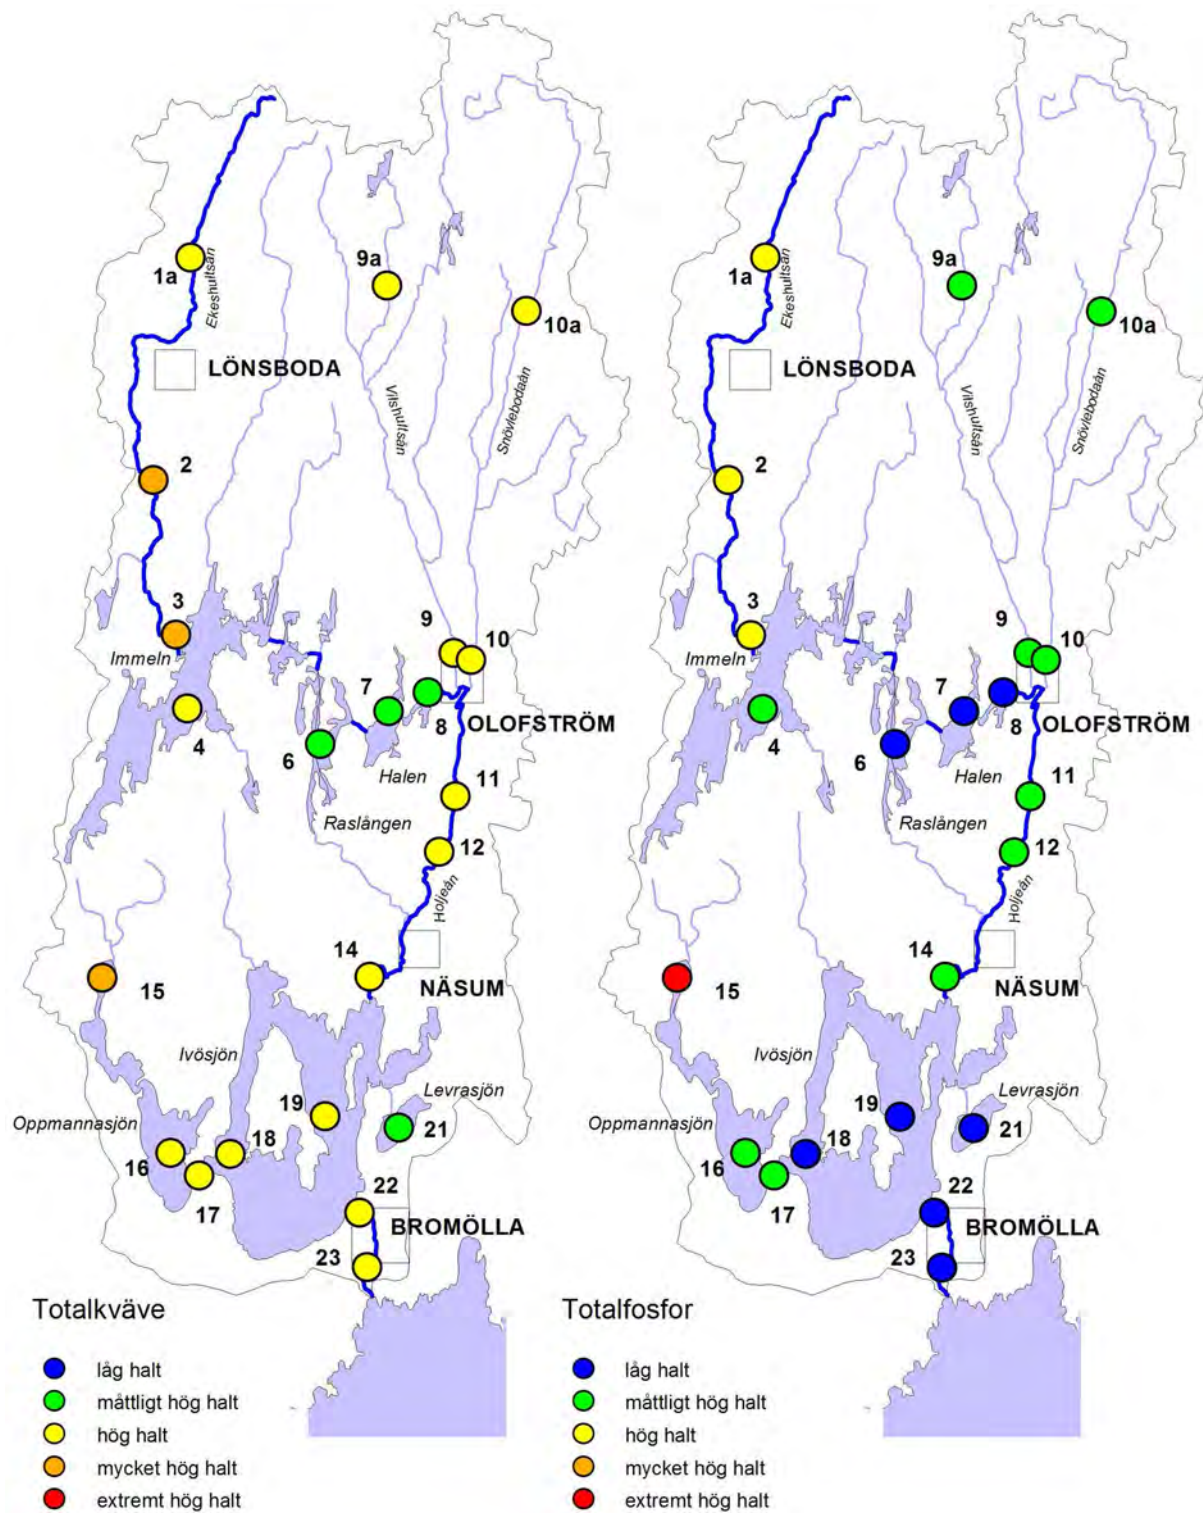 1a
Ekeshultsån
9a
10a
LÖNSBODA
Vilshultsån
Snövlebodaån
2
3
Immeln
4
9
10
7
8
OLOFSTRÖM
6
Halen
11
Raslången
12
Holjeån
14
NÄSUM
15
Ivösjön
Levrasjön
19
Oppmannasjön
18
21
16
17
22
BROMÖLLA
23
Totalkväve
låg halt
måttligt hög halt
hög halt
mycket hög halt
extremt hög halt
1a
Ekeshultsån
9a
10a
LÖNSBODA
Vilshultsån
Snövlebodaån
2
3
Immeln
4
9
10
7
8
OLOFSTRÖM
6
Halen
11
Raslången
12
Holjeån
14
NÄSUM
15
Ivösjön
Levrasjön
19
Oppmannasjön
18
21
16
17
22
BROMÖLLA
23
Totalfosfor
låg halt
måttligt hög halt
hög halt
mycket hög halt
extremt hög halt